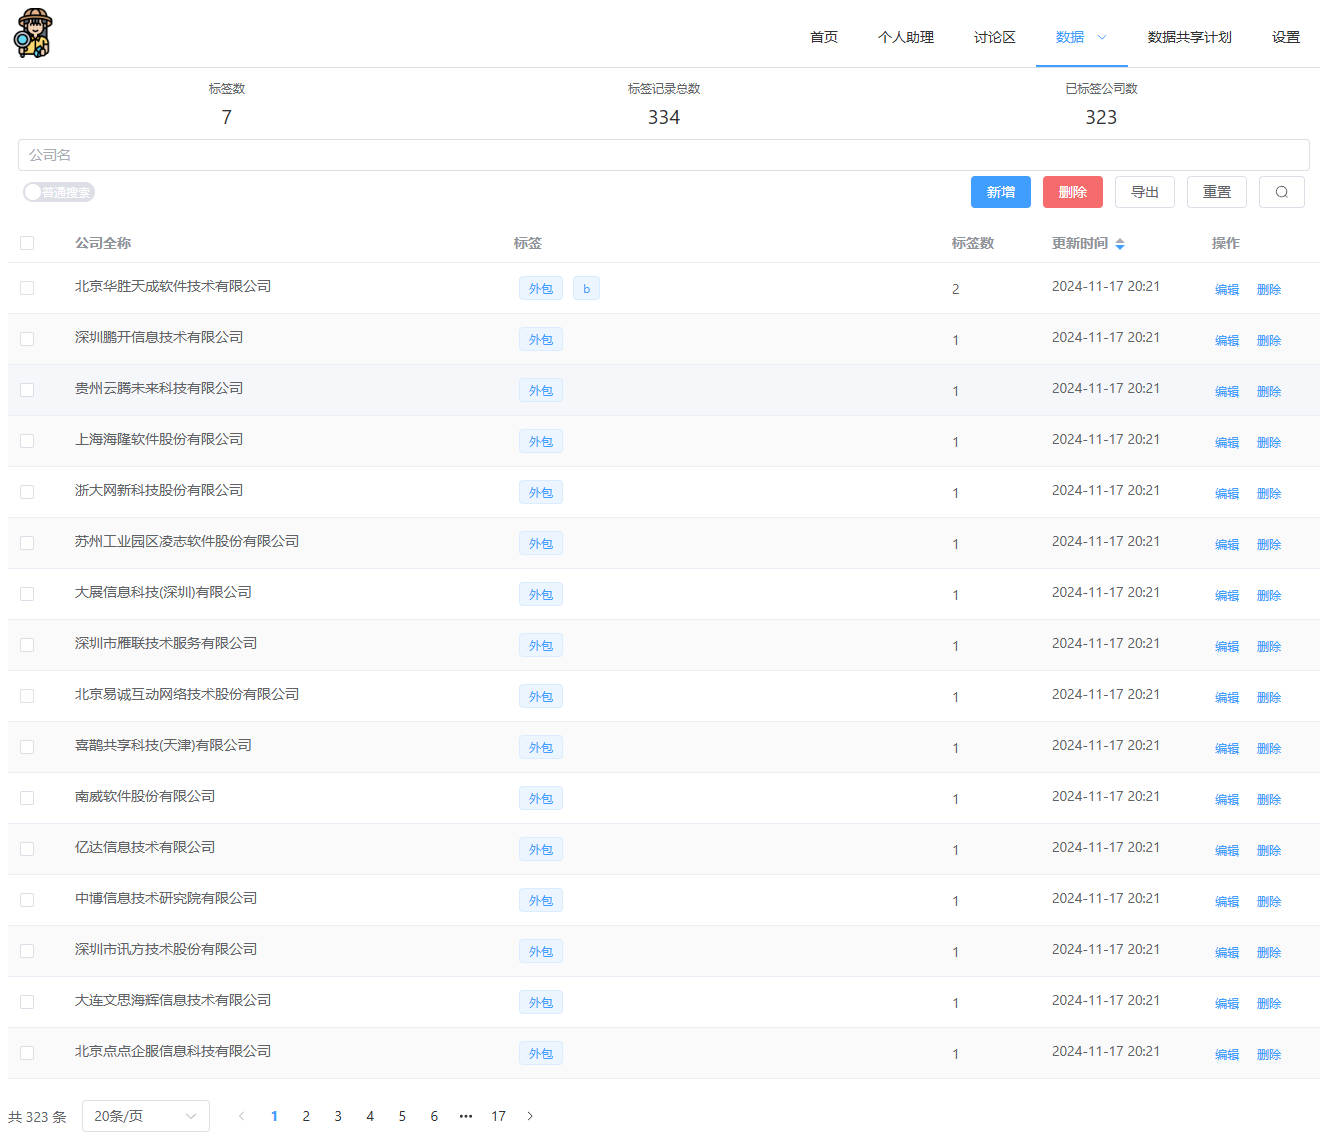 首页 个人助理 讨论区 数据 数据共享计划 设置
标签数 标签记录总数 已标签公司数
7 334 323
公司名
普通搜索 新增 删除 导出 重置
公司全称 标签 标签数 更新时间 操作
北京华胜天成软件技术有限公司 外包 b 2 2024-11-17 20:21 编辑 删除
深圳鹏开信息技术有限公司 外包 1 2024-11-17 20:21 编辑 删除
贵州云腾未来科技有限公司 外包 1 2024-11-17 20:21 编辑 删除
上海海隆软件股份有限公司 外包 1 2024-11-17 20:21 编辑 删除
浙大网新科技股份有限公司 外包 1 2024-11-17 20:21 编辑 删除
苏州工业园区凌志软件股份有限公司 外包 1 2024-11-17 20:21 编辑 删除
大展信息科技(深圳)有限公司 外包 1 2024-11-17 20:21 编辑 删除
深圳市雁联技术服务有限公司 外包 1 2024-11-17 20:21 编辑 删除
北京易诚互动网络技术股份有限公司 外包 1 2024-11-17 20:21 编辑 删除
喜鹊共享科技(天津)有限公司 外包 1 2024-11-17 20:21 编辑 删除
南威软件股份有限公司 外包 1 2024-11-17 20:21 编辑 删除
亿达信息技术有限公司 外包 1 2024-11-17 20:21 编辑 删除
中博信息技术研究院有限公司 外包 1 2024-11-17 20:21 编辑 删除
深圳市讯方技术股份有限公司 外包 1 2024-11-17 20:21 编辑 删除
大连文思海辉信息技术有限公司 外包 1 2024-11-17 20:21 编辑 删除
北京点点企服信息科技有限公司 外包 1 2024-11-17 20:21 编辑 删除
共 323 条 20条/页 1 2 3 4 5 6 ••• 17